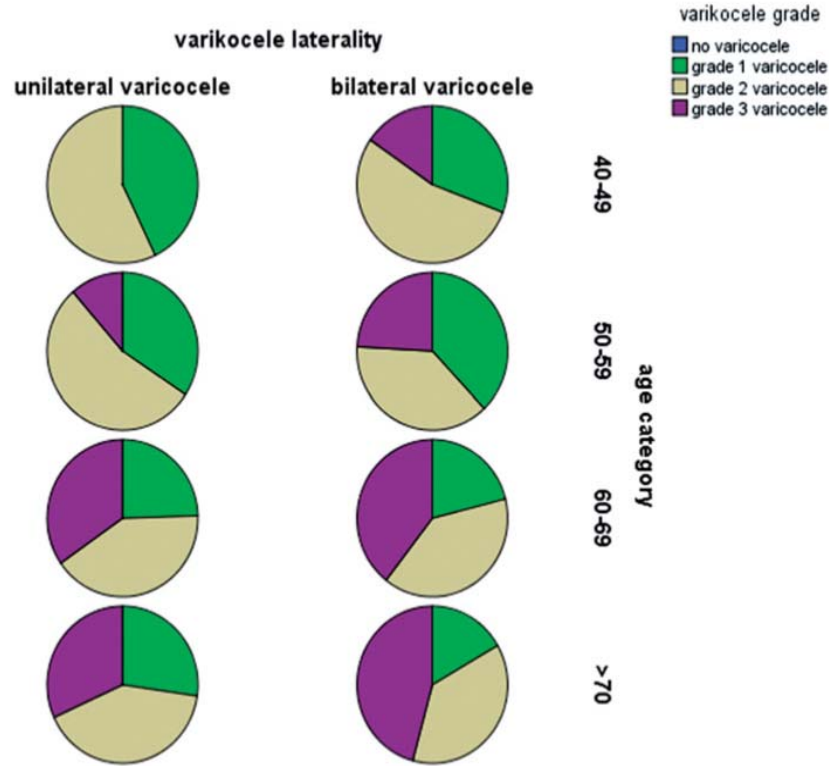 varikocele laterality
unilateral varicocele
bilateral varicocele
varikocele grade
no varicocele
grade 1 varicocele
grade 2 varicocele
grade 3 varicocele
40-49
50-59
60-69
>70
age category